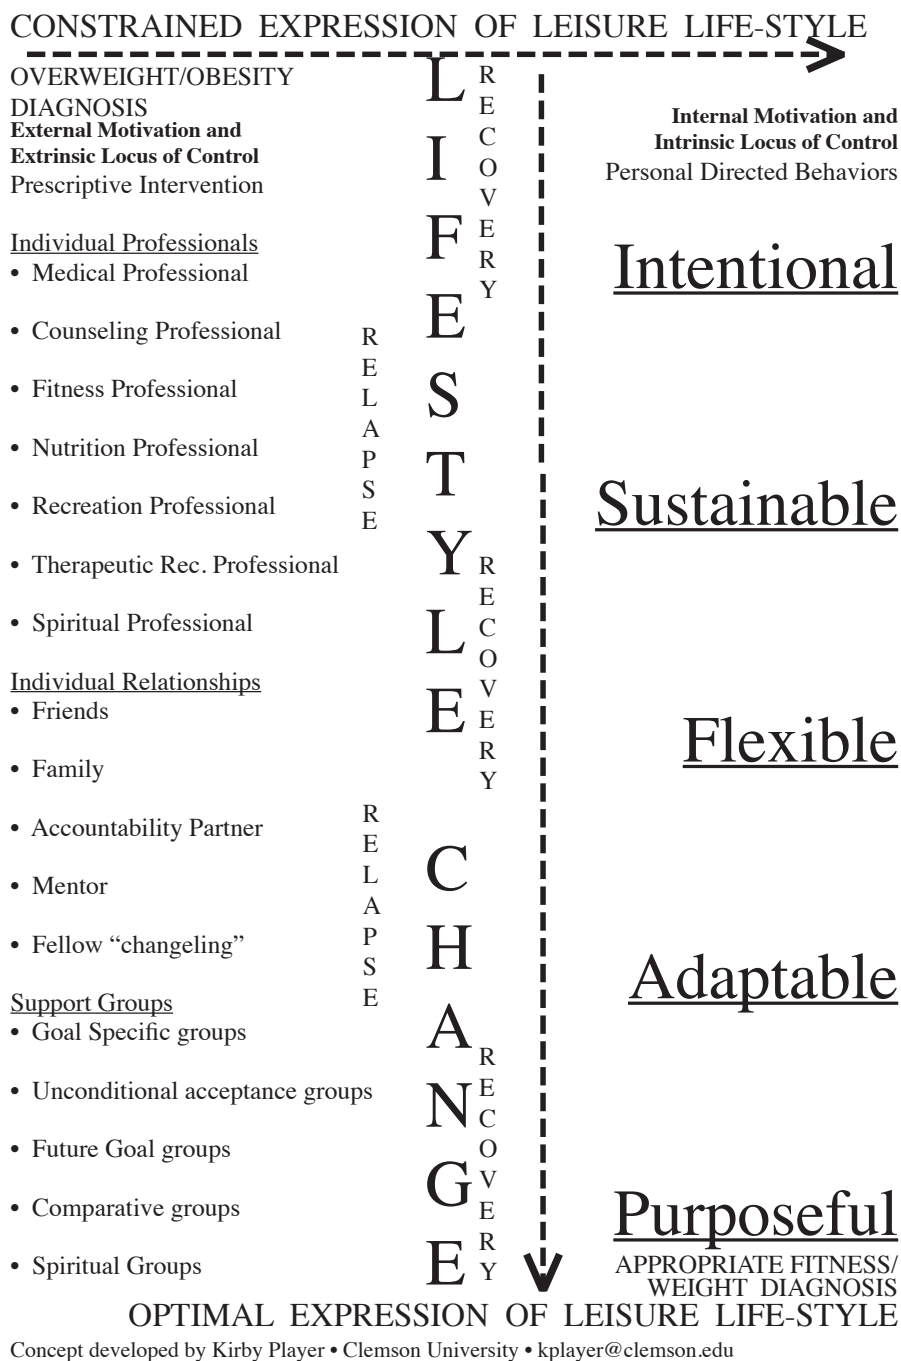 CONSTRAINED EXPRESSION OF LEISURE LIFE-STYLE
OVERWEIGHT/OBESITY
DIAGNOSIS
External Motivation and
Extrinsic Locus of Control
Prescriptive Intervention
Individual Professionals
• Medical Professional
• Counseling Professional
• Fitness Professional
• Nutrition Professional
• Recreation Professional
• Therapeutic Rec. Professional
• Spiritual Professional
Individual Relationships
• Friends
• Family
• Accountability Partner
• Mentor
• Fellow “changeling”
Support Groups
• Goal Specific groups
• Unconditional acceptance groups
• Future Goal groups
• Comparative groups
• Spiritual Groups
RELAPSE
RELAPSE
LIFESTYLE CHANGE
RECOVERY
RECOVERY
RECOVERY
Internal Motivation and
Intrinsic Locus of Control
Personal Directed Behaviors
Intentional
Sustainable
Flexible
Adaptable
Purposeful
APPROPRIATE FITNESS/
WEIGHT DIAGNOSIS
OPTIMAL EXPRESSION OF LEISURE LIFE-STYLE
Concept developed by Kirby Player • Clemson University • kplayer@clemson.edu